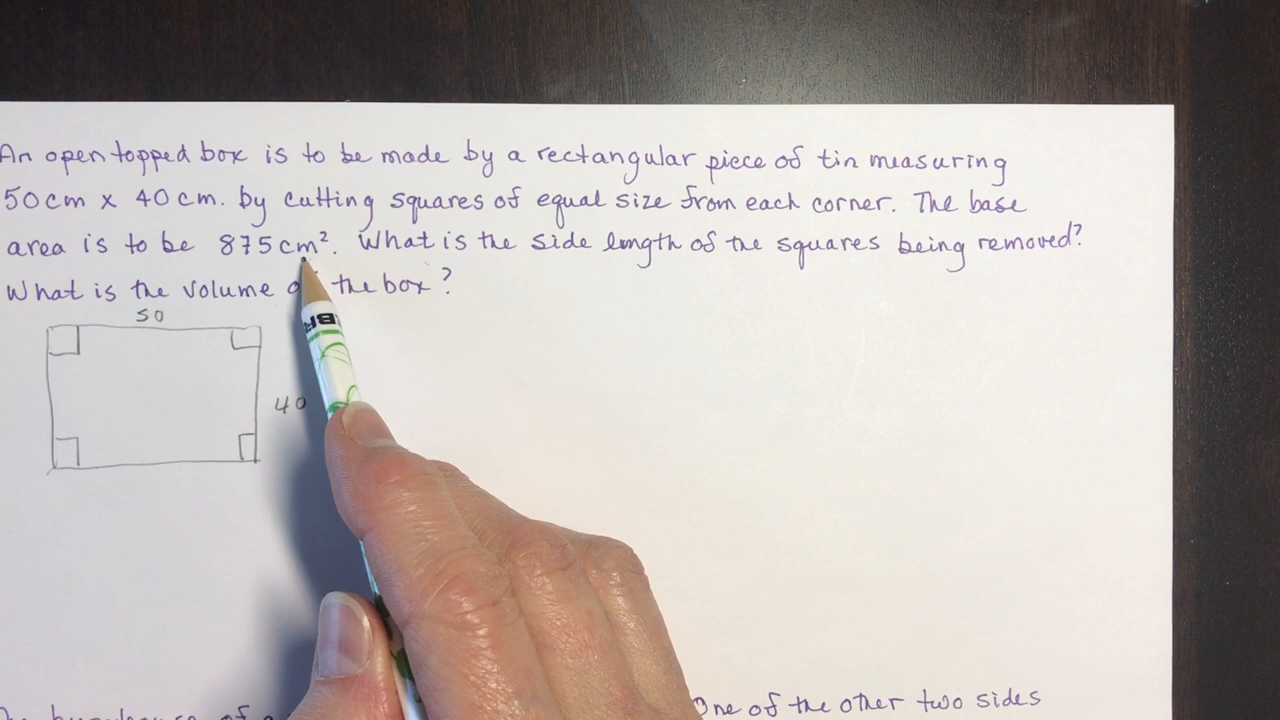 An open topped box is to be made by a rectangular piece of tin measuring
50cm x 40cm. by cutting squares of equal size from each corner. The base
area is to be 875cm². What is the side length of the squares being removed?
What is the volume the box?
50
40
One of the other two sides